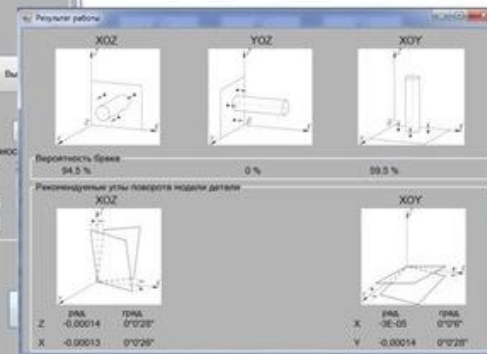 Результат работы
XOZ YOZ XOY
Вероятность брака
94.5 % 0 % 59.5 %
Рекомендуемые углы поворота модели детали
XOZ XOY
рад. град. рад. град.
Z -0,00014 0°0'28" X -3E-05 0°0'6"
X -0,00013 0°0'26" Y -0,00014 0°0'28"